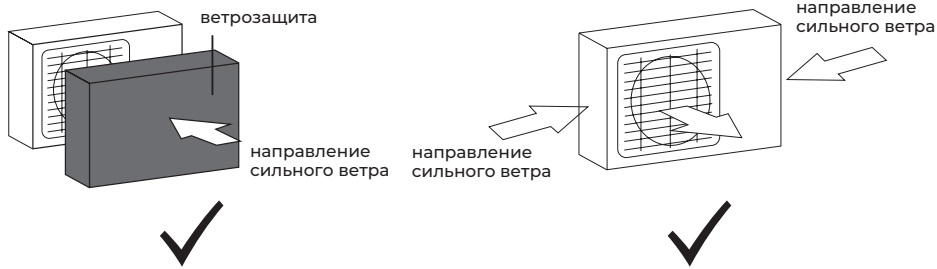 ветрозащита
направление
сильного ветра
направление
сильного ветра
направление
сильного ветра